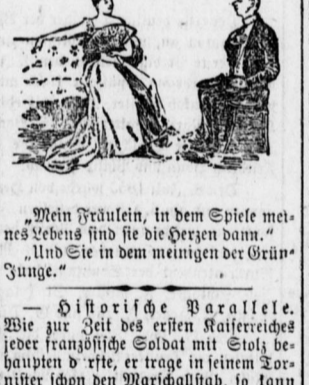 „Mein Fräulein, in dem Spiele mei-
nes Lebens sind sie die Herzen dann.“
„Und Sie in dem meinigen der Grün-
Junge.“
— Historische Parallele.
Wie zur Zeit des ersten Kaiserreiches
jeder französische Soldat mit Stolz be-
haupten d rfte, er trage in seinem Tor-
nister schon den Marschallstab, so kann